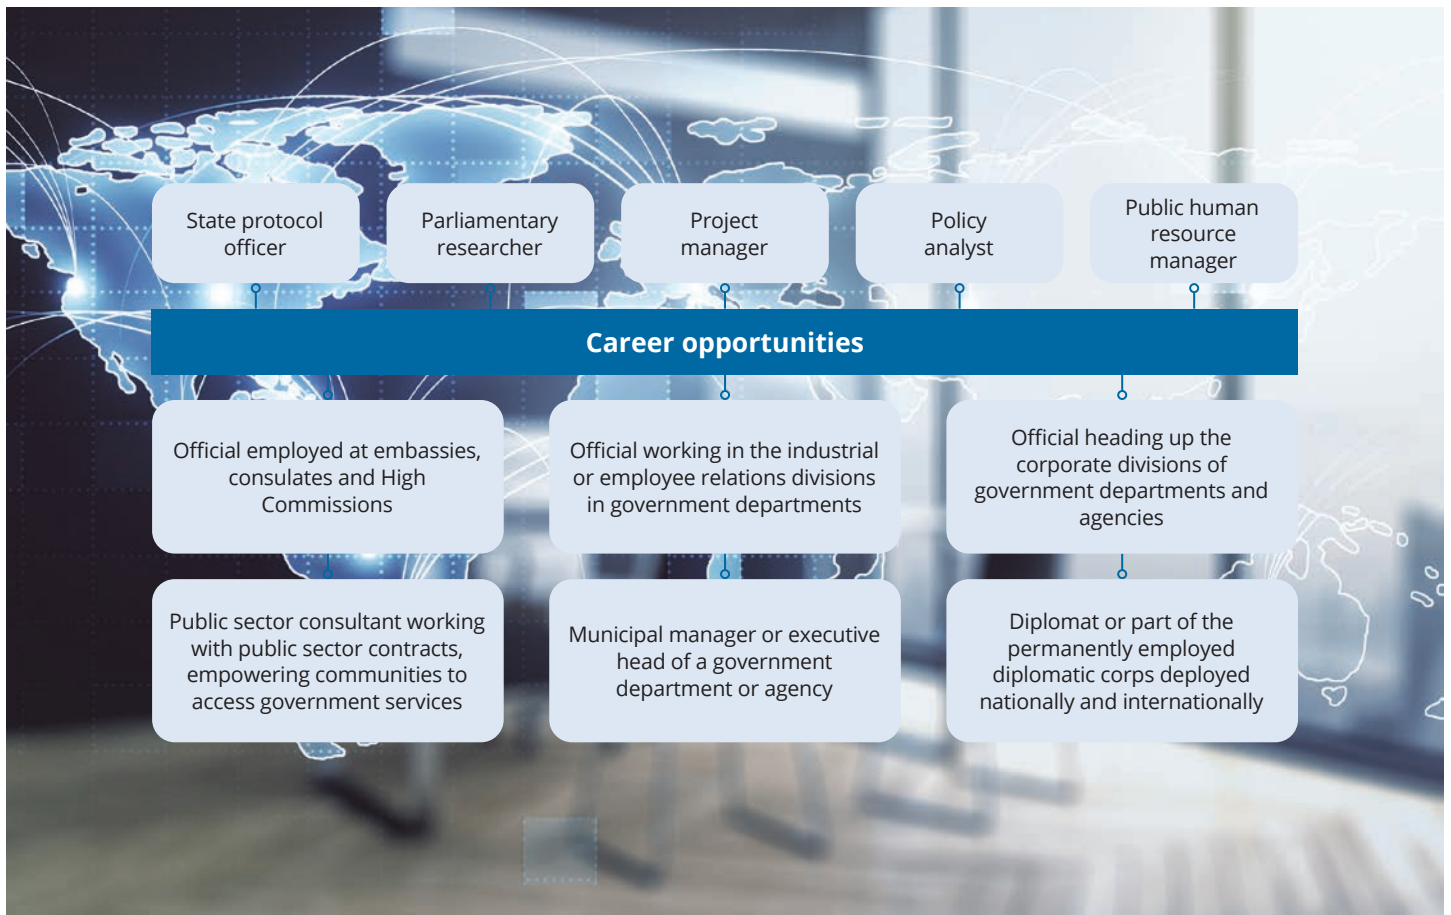 State protocol
officer
Parliamentary
researcher
Project
manager
Policy
analyst
Public human
resource
manager
Career opportunities
Official employed at embassies,
consulates and High
Commissions
Official working in the industrial
or employee relations divisions
in government departments
Official heading up the
corporate divisions of
government departments and
agencies
Public sector consultant working
with public sector contracts,
empowering communities to
access government services
Municipal manager or executive
head of a government
department or agency
Diplomat or part of the
permanently employed
diplomatic corps deployed
nationally and internationally